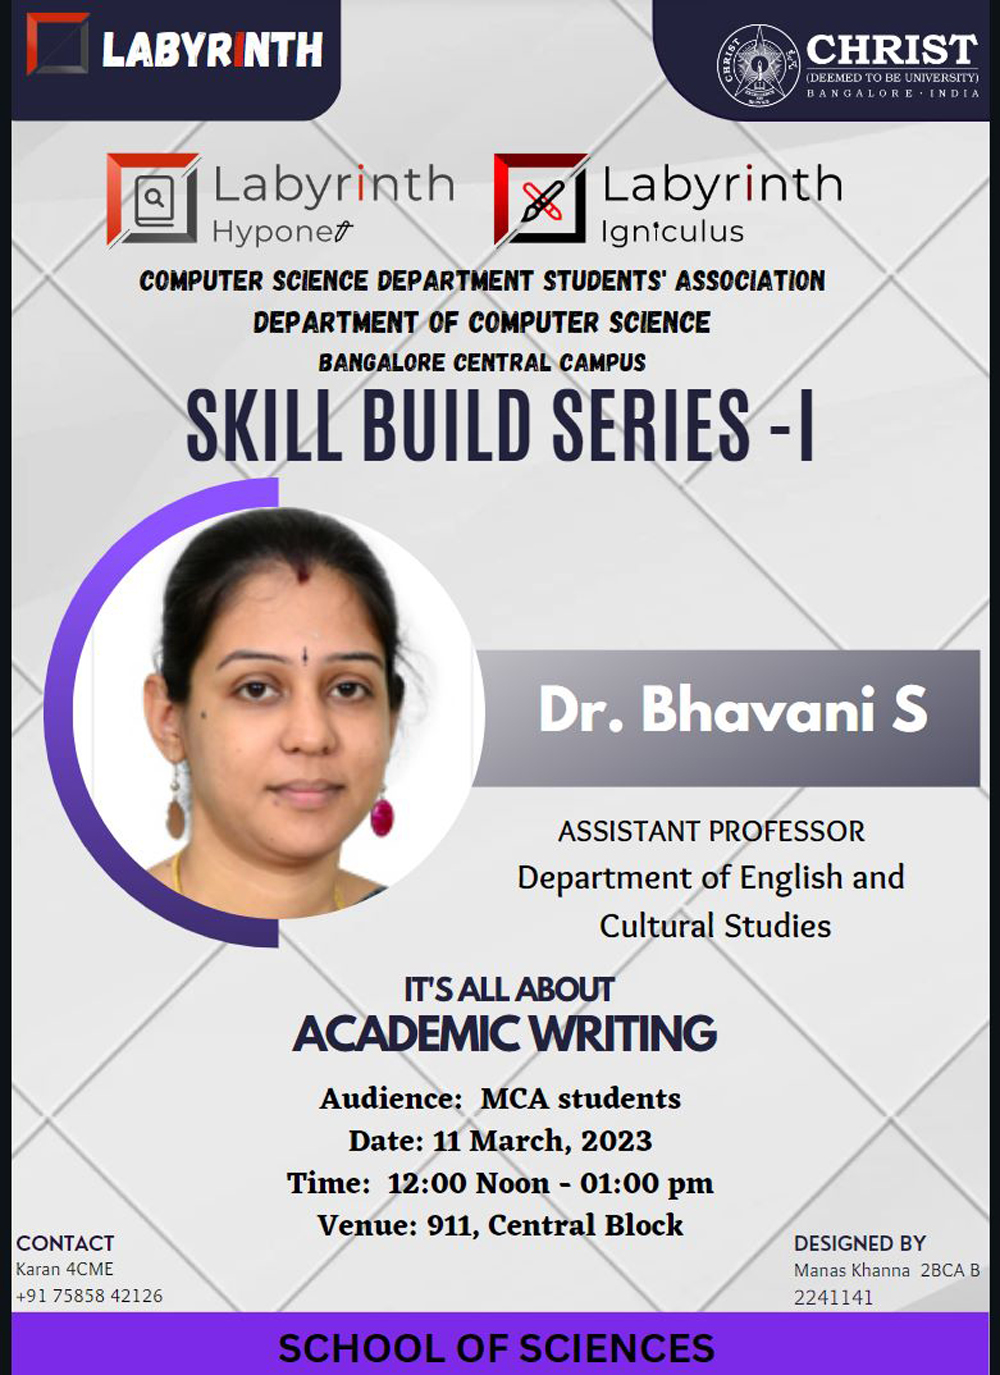 LABYRINTH
CHRIST
(DEEMED TO BE UNIVERSITY)
BANGALORE · INDIA
Labyrinth
Hyponet
Labyrinth
Igniculus
COMPUTER SCIENCE DEPARTMENT STUDENTS' ASSOCIATION
DEPARTMENT OF COMPUTER SCIENCE
BANGALORE CENTRAL CAMPUS
SKILL BUILD SERIES -I
Dr. Bhavani S
ASSISTANT PROFESSOR
Department of English and
Cultural Studies
IT'S ALL ABOUT
ACADEMIC WRITING
Audience: MCA students
Date: 11 March, 2023
Time: 12:00 Noon - 01:00 pm
Venue: 911, Central Block
CONTACT
Karan 4CME
+91 75858 42126
DESIGNED BY
Manas Khanna 2BCA B
2241141
SCHOOL OF SCIENCES